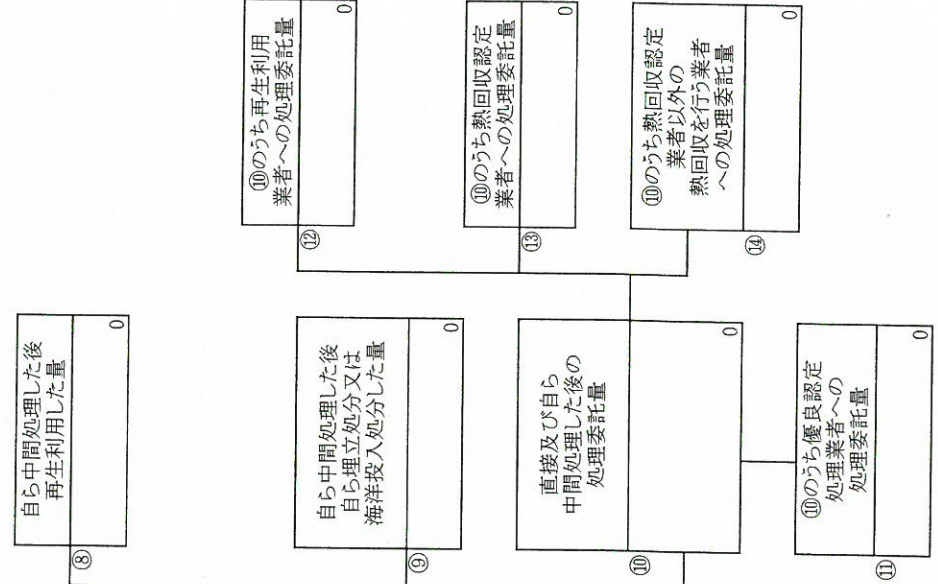 自ら中間処理した後
再生利用した量
0
⑧
自ら中間処理した後
自ら埋立処分又は
海洋投入処分した量
0
⑨
直接及び自ら
中間処理した後の
処理委託量
0
⑩
⑩のうち優良認定
処理業者への
処理委託量
0
⑪
⑩のうち再生利用
業者への処理委託量
0
⑫
⑩のうち熱回収認定
業者への処理委託量
0
⑬
⑩のうち熱回収認定
業者以外の
熱回収を行う業者
への処理委託量
0
⑭